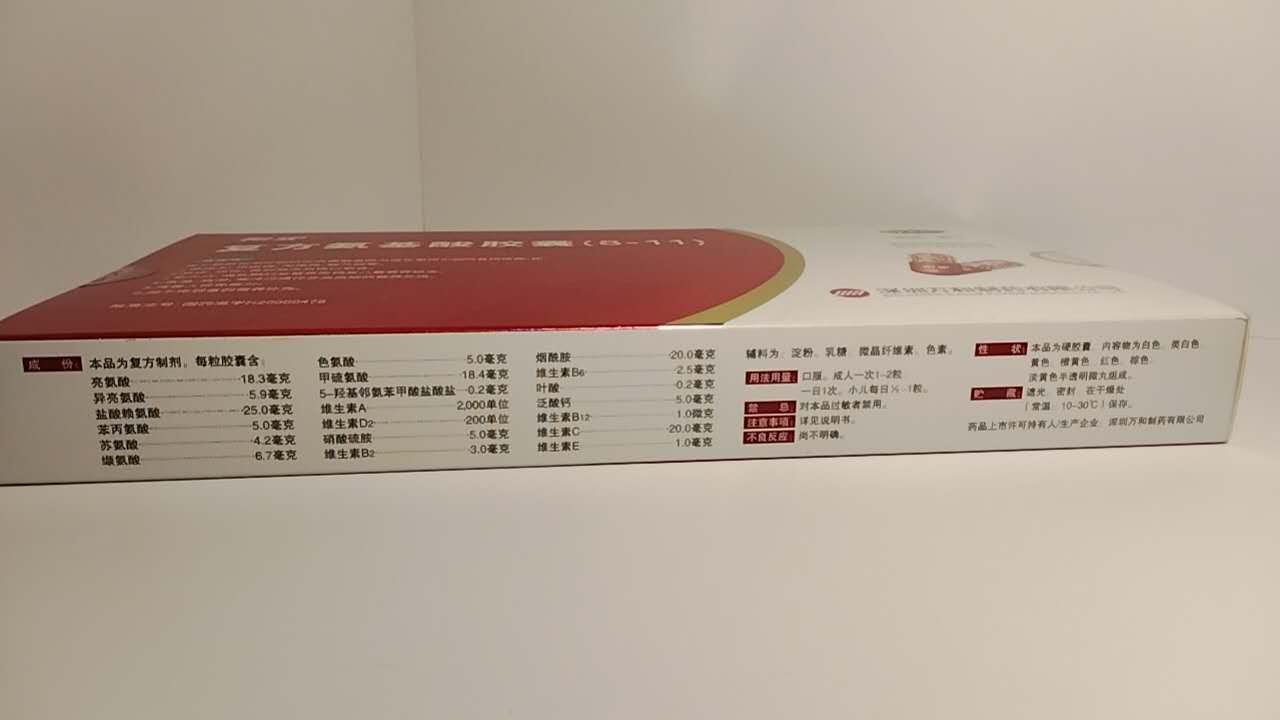 复方氨基酸胶囊(8-11)
深圳万和制药有限公司
成 份: 本品为复方制剂。每粒胶囊含:
亮氨酸 18.3毫克
异亮氨酸 5.9毫克
盐酸赖氨酸 25.0毫克
苯丙氨酸 5.0毫克
苏氨酸 4.2毫克
缬氨酸 6.7毫克
色氨酸 5.0毫克
甲硫氨酸 18.4毫克
5-羟基邻氨苯甲酸盐酸盐 0.2毫克
维生素A 2,000单位
维生素D2 200单位
硝酸硫胺 5.0毫克
维生素B2 3.0毫克
烟酰胺 20.0毫克
维生素B6 2.5毫克
叶酸 0.2毫克
泛酸钙 5.0毫克
维生素B12 1.0微克
维生素C 20.0毫克
维生素E 1.0毫克
辅料为:淀粉、乳糖、微晶纤维素、色素。
用法用量: 口服。成人一次1-2粒
一日1次。小儿每日½-1粒。
禁 忌: 对本品过敏者禁用。
注意事项: 详见说明书。
不良反应: 尚不明确。
性 状: 本品为硬胶囊，内容物为白色、类白色
黄色、橙黄色、红色、棕色、
淡黄色半透明微丸组成。
贮 藏: 遮光，密封，在干燥处
(常温:10-30℃)保存。
药品上市许可持有人/生产企业:深圳万和制药有限公司